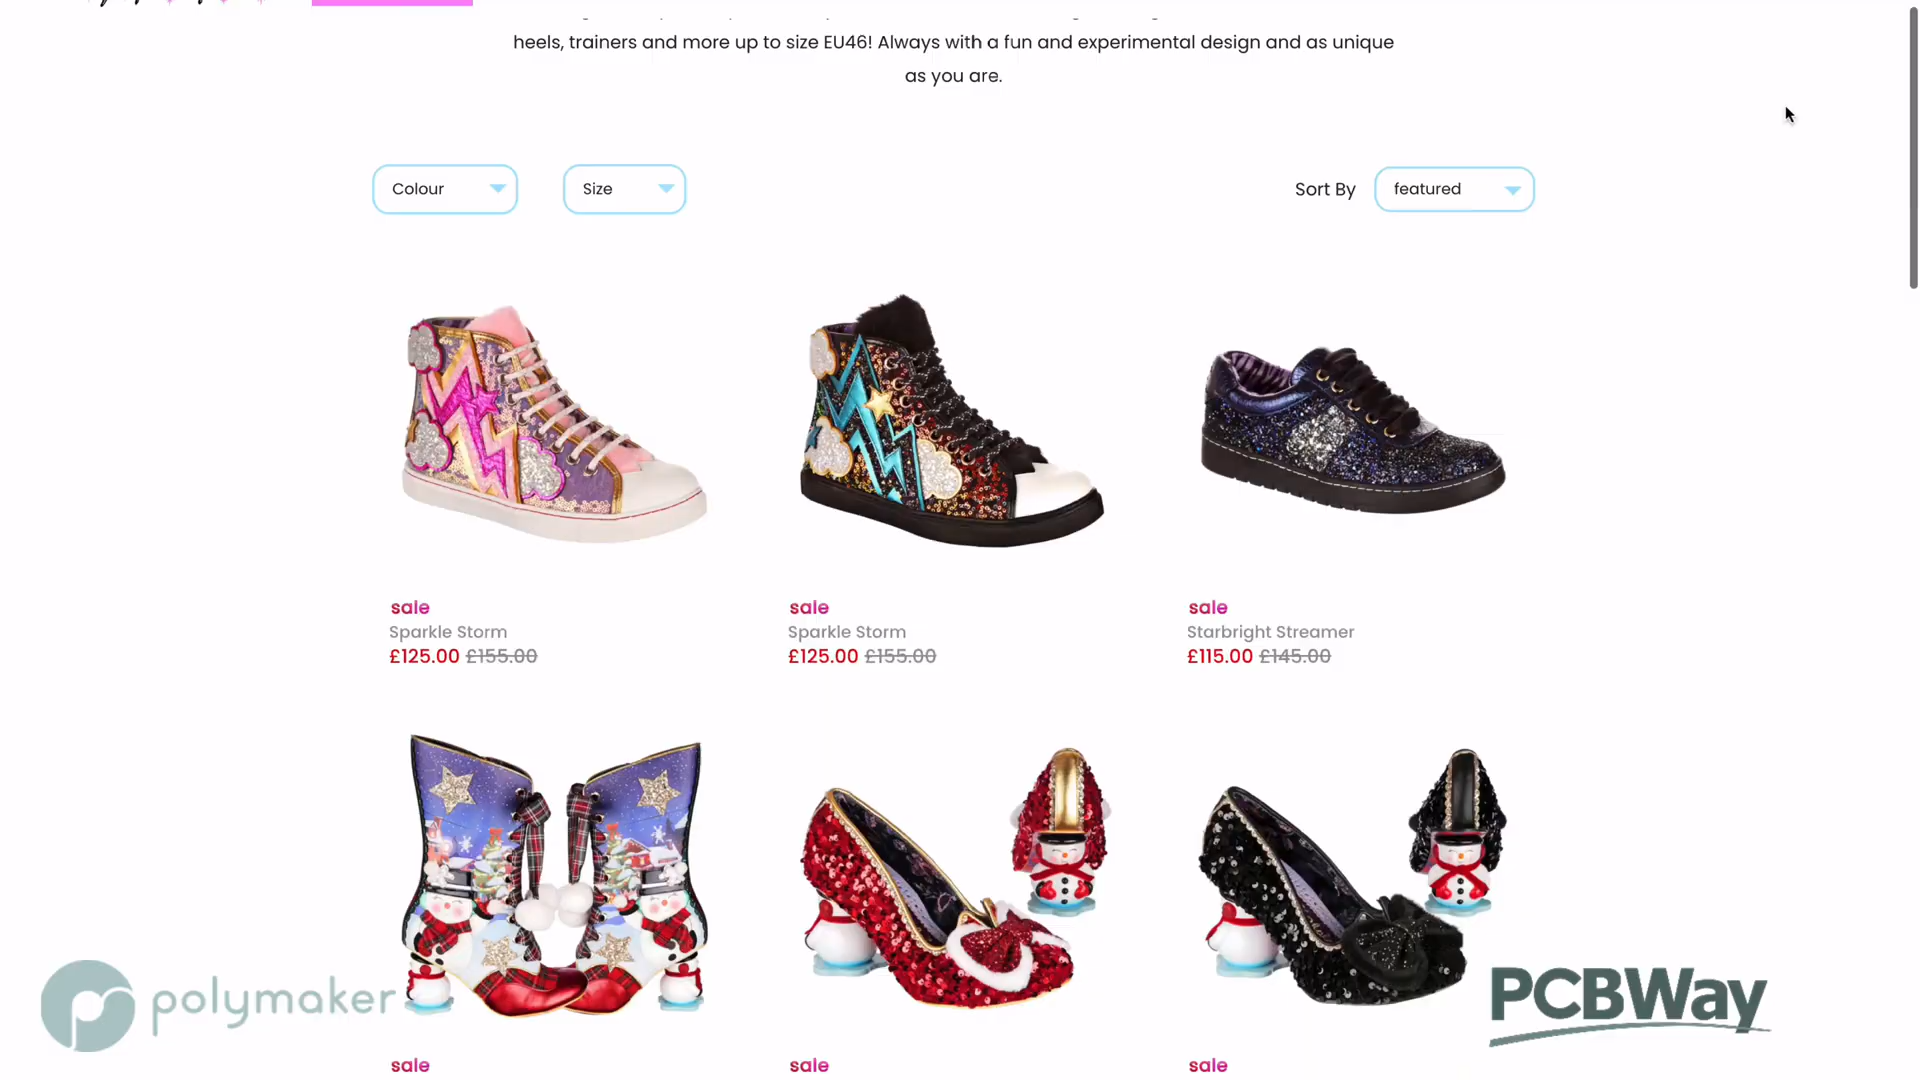 heels, trainers and more up to size EU46! Always with a fun and experimental design and as unique
as you are.
Colour
Size
Sort By
featured
sale
Sparkle Storm
£125.00 £155.00
sale
Sparkle Storm
£125.00 £155.00
sale
Starbright Streamer
£115.00 £145.00
polymaker
PCBWay
sale
sale
sale